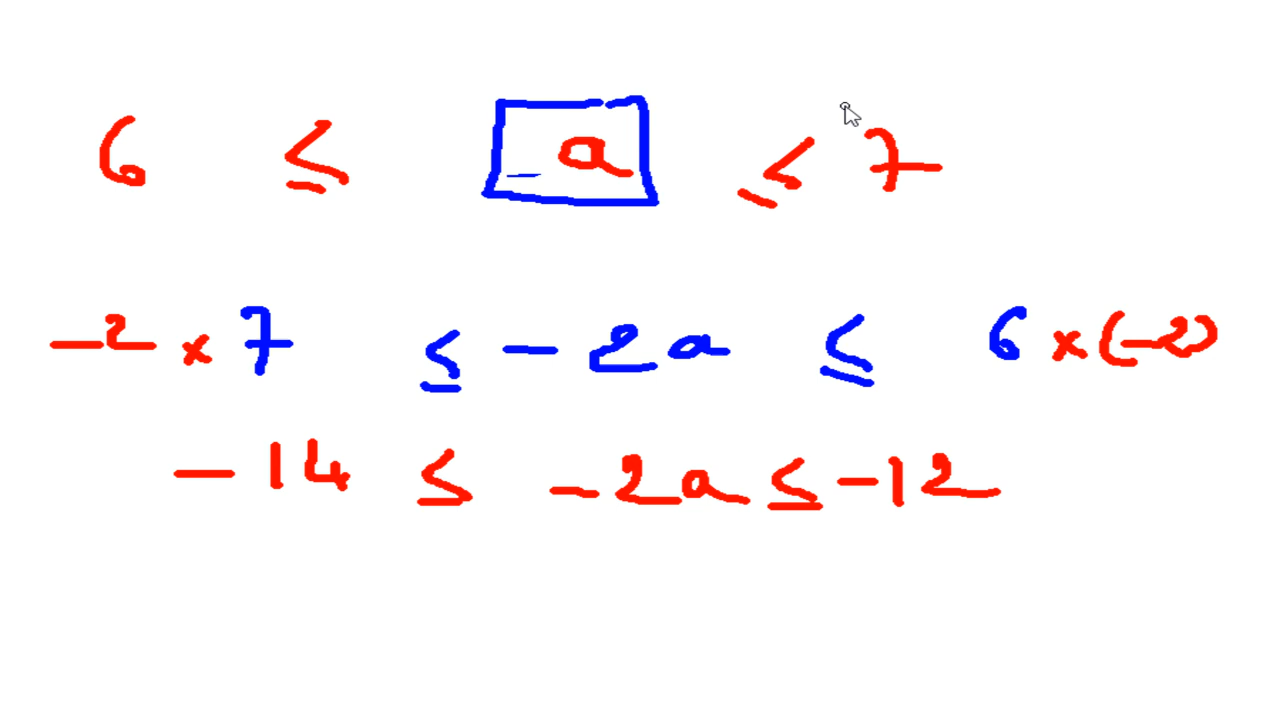 6 ≤ a ≤ 7
-2 × 7 ≤ -2a ≤ 6 × (-2)
-14 ≤ -2a ≤ -12